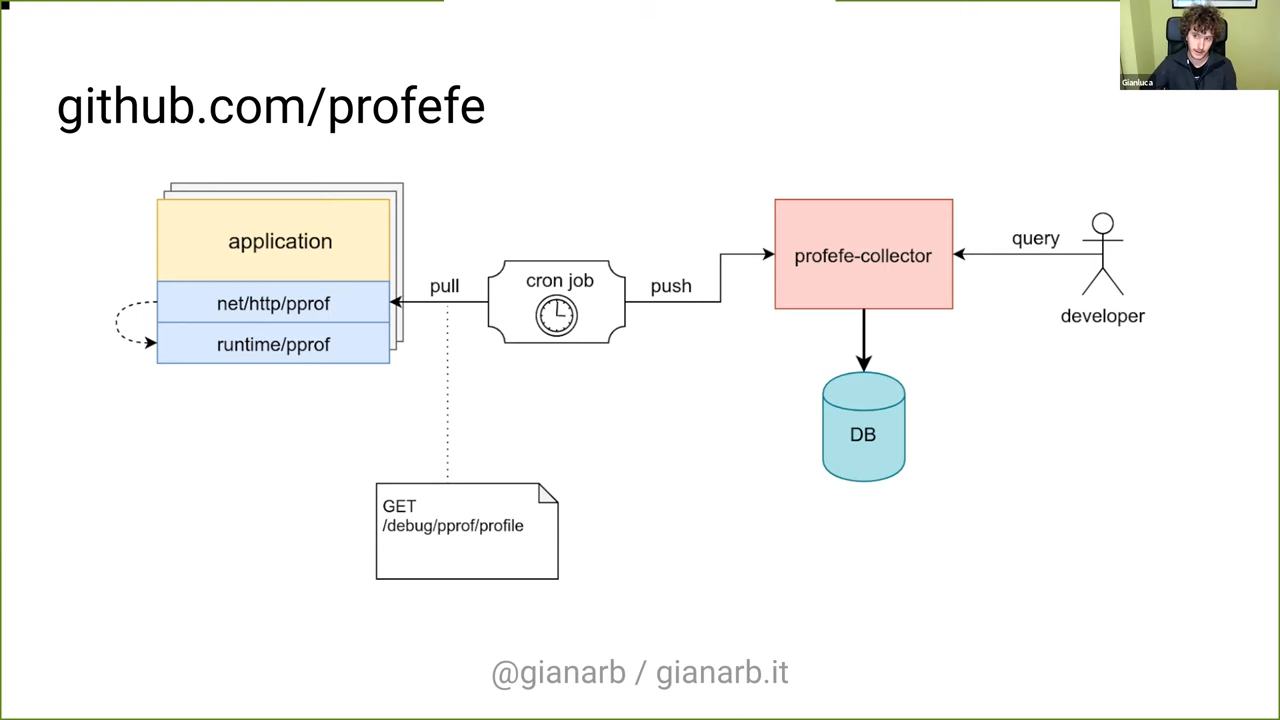 Gianluca
github.com/profefe
application
net/http/pprof
runtime/pprof
pull
cron job
push
profefe-collector
query
developer
DB
GET
/debug/pprof/profile
@gianarb / gianarb.it